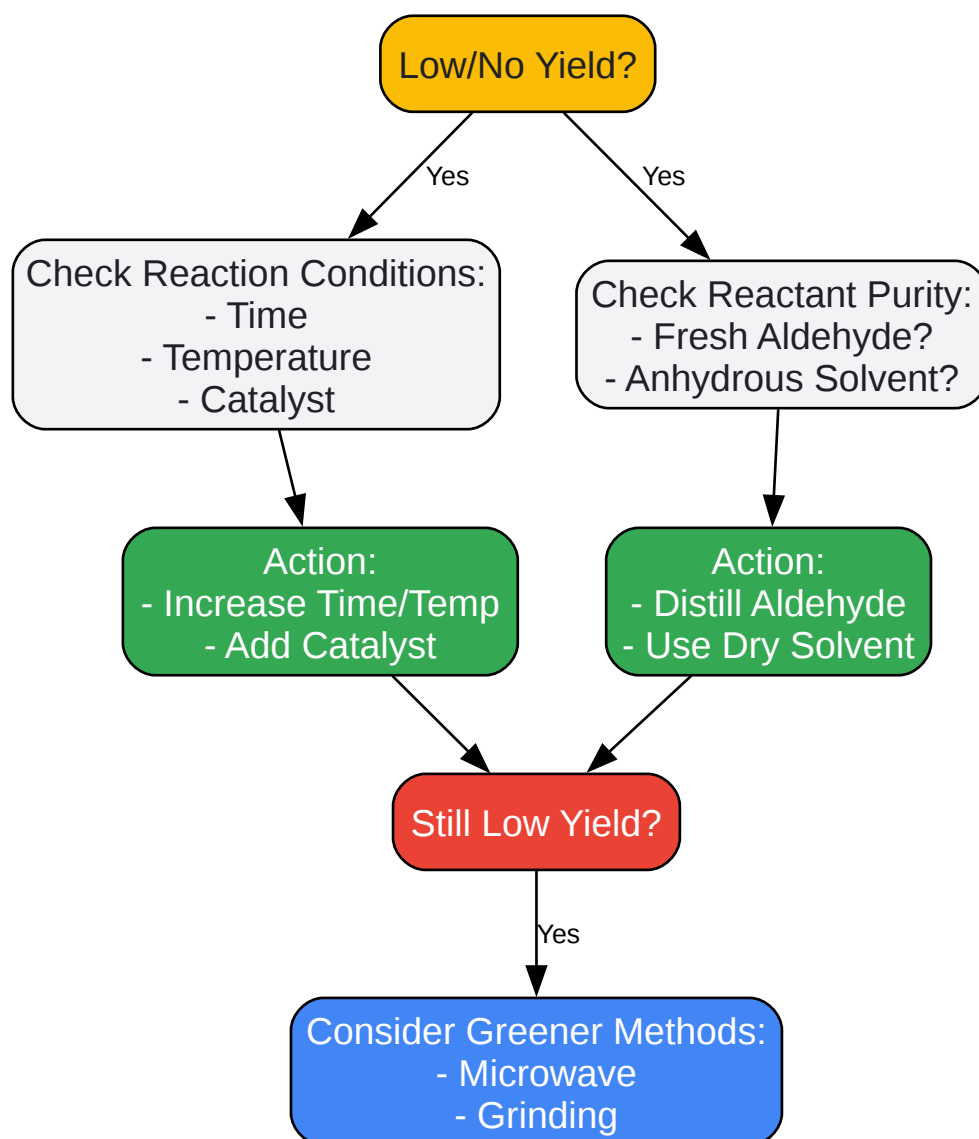 Low/No Yield?
Yes
Yes
Check Reaction Conditions:
- Time
- Temperature
- Catalyst
Check Reactant Purity:
- Fresh Aldehyde?
- Anhydrous Solvent?
Action:
- Increase Time/Temp
- Add Catalyst
Action:
- Distill Aldehyde
- Use Dry Solvent
Still Low Yield?
Yes
Consider Greener Methods:
- Microwave
- Grinding